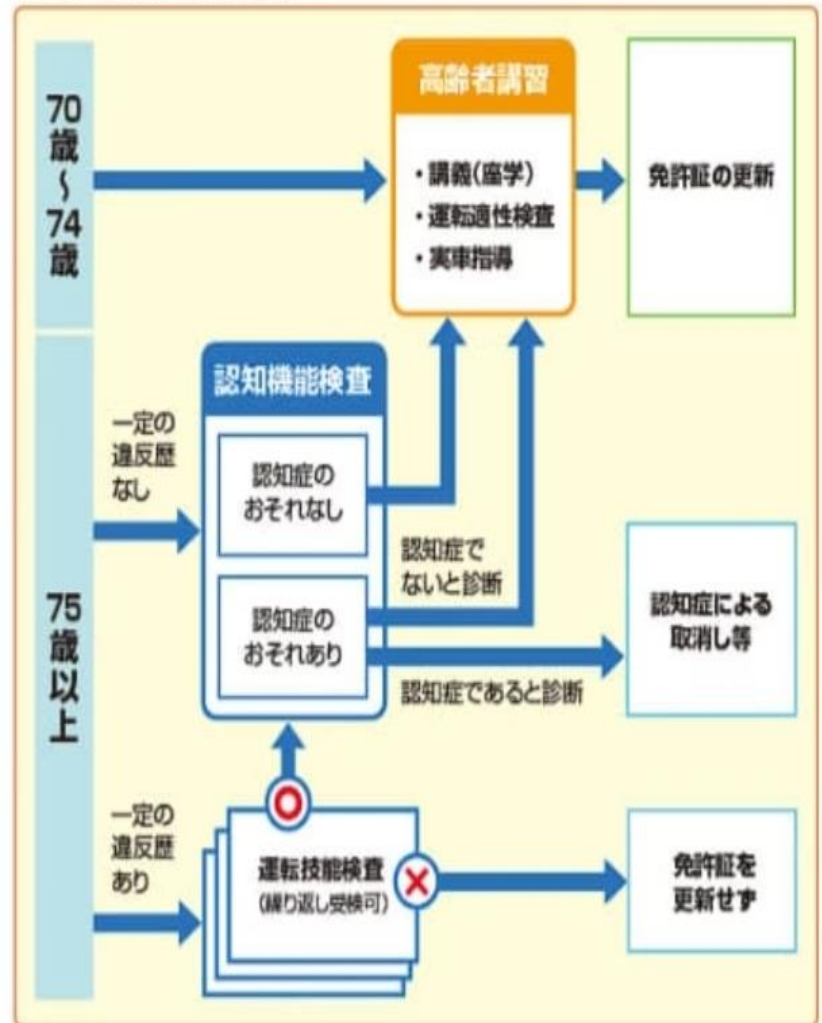 70歳～74歳
高齢者講習
・講義(座学)
・運転適性検査
・実車指導
免許証の更新
75歳以上
一定の
違反歴
なし
認知機能検査
認知症の
おそれなし
認知症の
おそれあり
認知症で
ないと診断
認知症であると診断
認知症による
取消し等
一定の
違反歴
あり
運転技能検査
(繰り返し受検可)
免許証を
更新せず